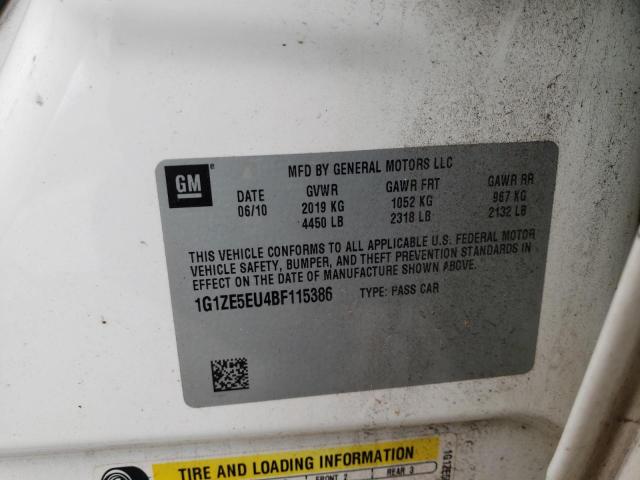 MFD BY GENERAL MOTORS LLC
GM
DATE GVWR GAWR FRT GAWR RR
06/10 2019 KG 1052 KG 967 KG
4450 LB 2318 LB 2132 LB
THIS VEHICLE CONFORMS TO ALL APPLICABLE U.S. FEDERAL MOTOR
VEHICLE SAFETY, BUMPER, AND THEFT PREVENTION STANDARDS IN
EFFECT ON THE DATE OF MANUFACTURE SHOWN ABOVE.
1G1ZE5EU4BF115386 TYPE: PASS CAR
TIRE AND LOADING INFORMATION
FRONT 2 REAR 3